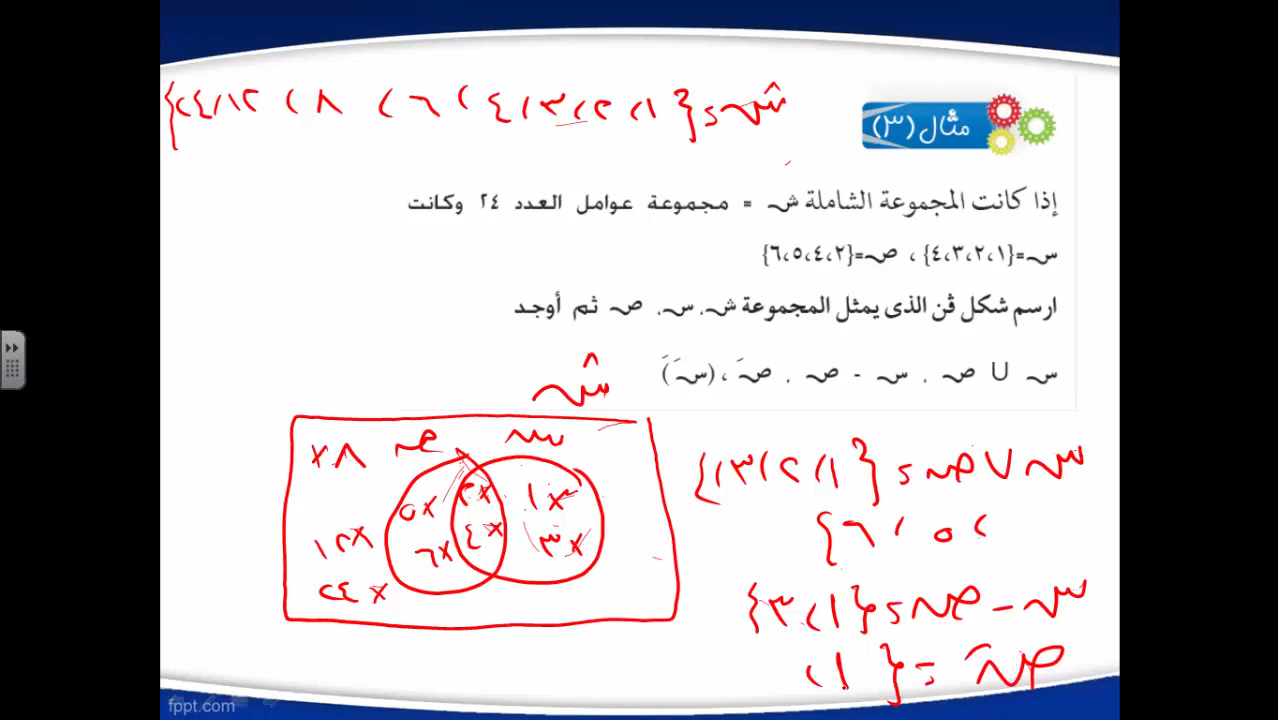 ش = {١، ٢، ٣، ٤، ٦، ٨، ١٢، ٢٤}
مثال (٣)
إذا كانت المجموعة الشاملة ش = مجموعة عوامل العدد ٢٤ وكانت
س = {١،٢،٣،٤} ، ص = {٢،٤،٥،٦}
ارسم شكل ڤن الذى يمثل المجموعة ش، س، ص ثم أوجد
س U ص ، س - ص ، صَ ، (سَ)َ
ش
س
ص
٨
١
٢
٥
٣
٤
٦
١٢
٢٤
س U ص = {١، ٢، ٣،
، ٥ ، ٦}
س - ص = {١، ٣}
صَ = {١،
fppt.com